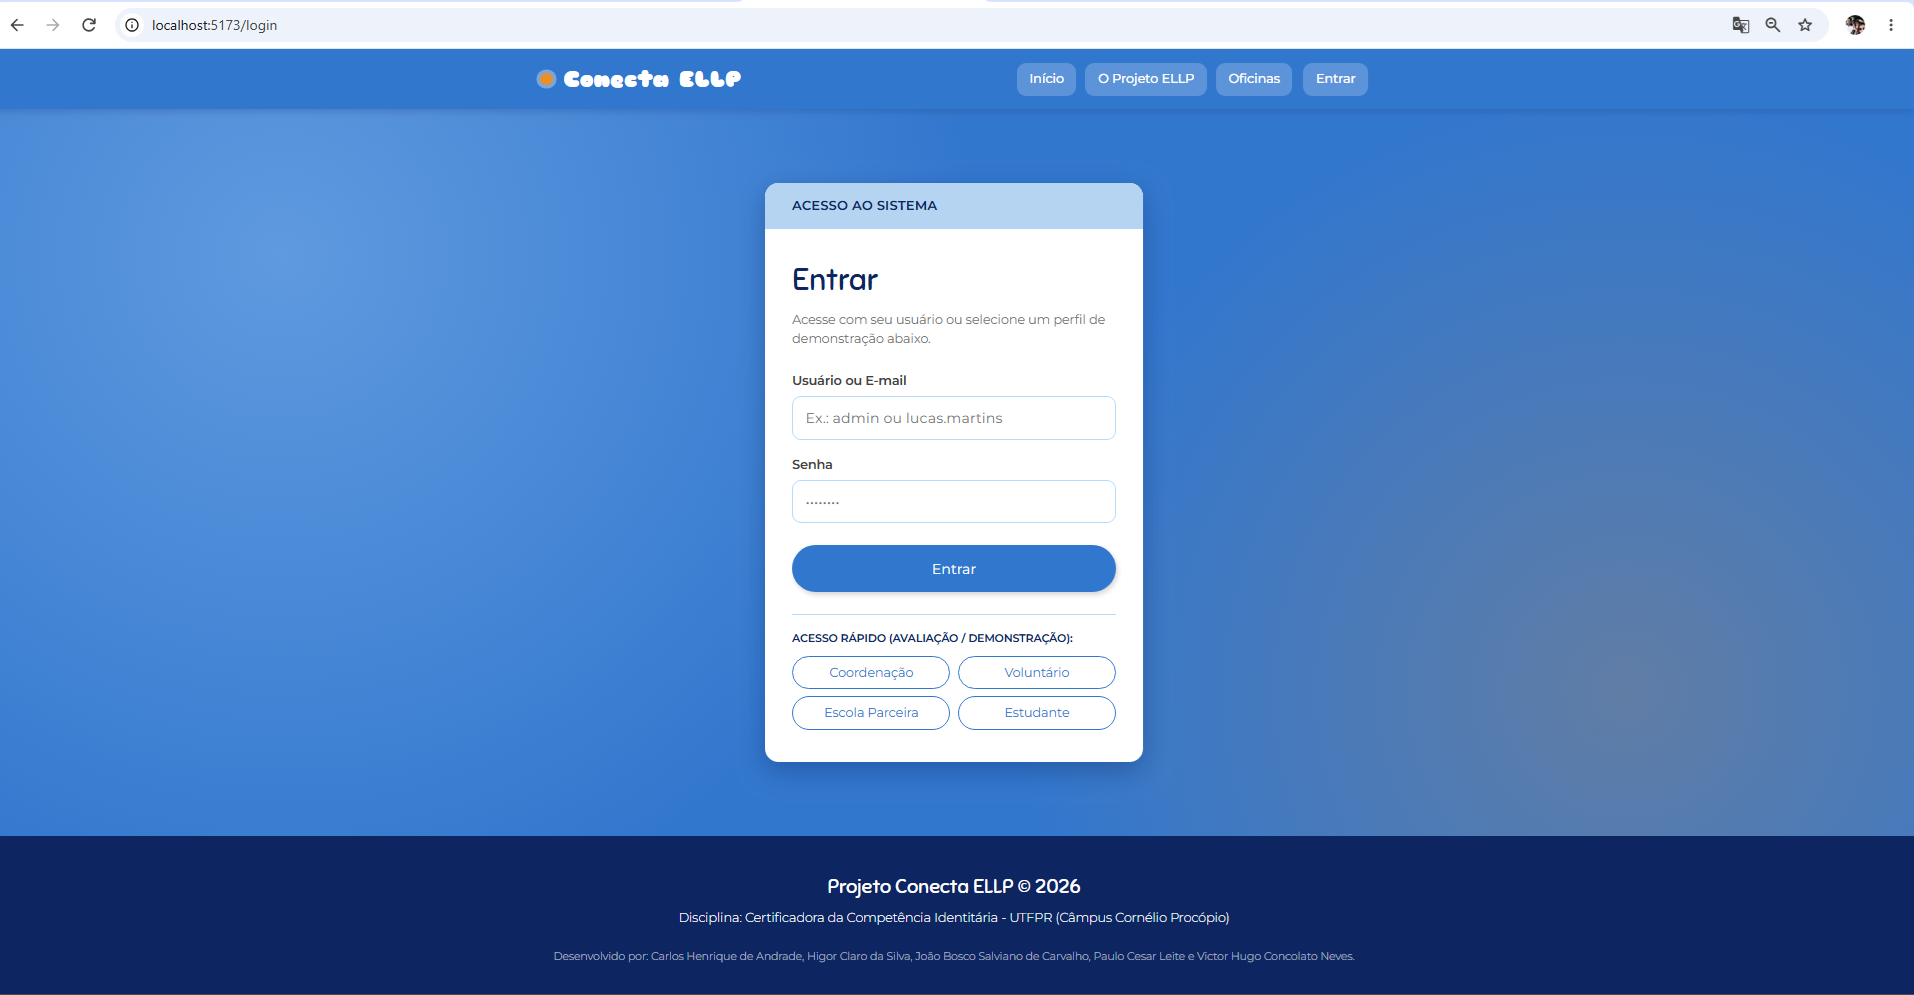 localhost:5173/login
Conecta ELLP
Início
O Projeto ELLP
Oficinas
Entrar
ACESSO AO SISTEMA
Entrar
Acesse com seu usuário ou selecione um perfil de
demonstração abaixo.
Usuário ou E-mail
Ex.: admin ou lucas.martins
Senha
••••••••
Entrar
ACESSO RÁPIDO (AVALIAÇÃO / DEMONSTRAÇÃO):
Coordenação
Voluntário
Escola Parceira
Estudante
Projeto Conecta ELLP © 2026
Disciplina: Certificadora da Competência Identitária - UTFPR (Câmpus Cornélio Procópio)
Desenvolvido por: Carlos Henrique de Andrade, Higor Claro da Silva, João Bosco Salviano de Carvalho, Paulo Cesar Leite e Victor Hugo Concolato Neves.